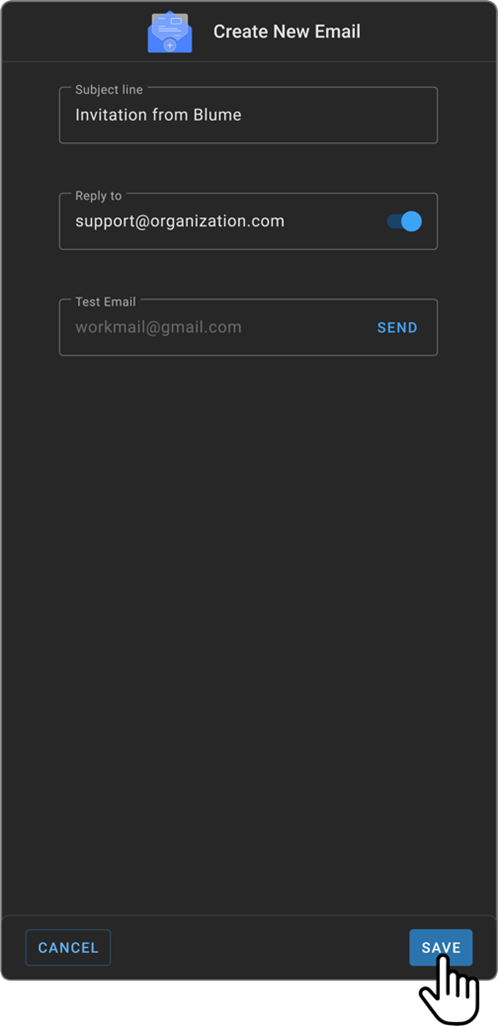 Create New Email
Subject line
Invitation from Blume
Reply to
support@organization.com
Test Email
workmail@gmail.com
SEND
CANCEL
SAVE